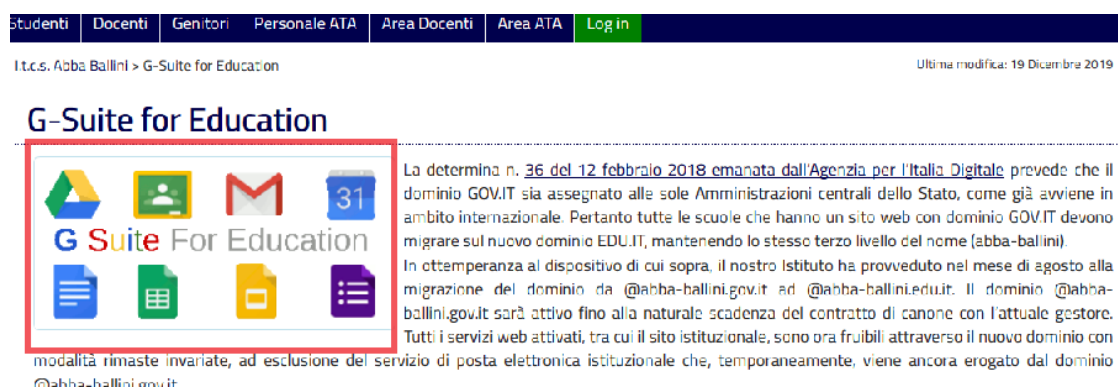 Studenti Docenti Genitori Personale ATA Area Docenti Area ATA Log in
I.t.c.s. Abba Ballini > G-Suite for Education Ultima modifica: 19 Dicembre 2019
G-Suite for Education
31
G Suite For Education
La determina n. 36 del 12 febbraio 2018 emanata dall'Agenzia per l'Italia Digitale prevede che il
dominio GOV.IT sia assegnato alle sole Amministrazioni centrali dello Stato, come già avviene in
ambito internazionale. Pertanto tutte le scuole che hanno un sito web con dominio GOV.IT devono
migrare sul nuovo dominio EDU.IT, mantenendo lo stesso terzo livello del nome (abba-ballini).
In ottemperanza al dispositivo di cui sopra, il nostro Istituto ha provveduto nel mese di agosto alla
migrazione del dominio da @abba-ballini.gov.it ad @abba-ballini.edu.it. Il dominio @abba-
ballini.gov.it sarà attivo fino alla naturale scadenza del contratto di canone con l'attuale gestore.
Tutti i servizi web attivati, tra cui il sito istituzionale, sono ora fruibili attraverso il nuovo dominio con
modalità rimaste invariate, ad esclusione del servizio di posta elettronica istituzionale che, temporaneamente, viene ancora erogato dal dominio
@abba-ballini.gov.it